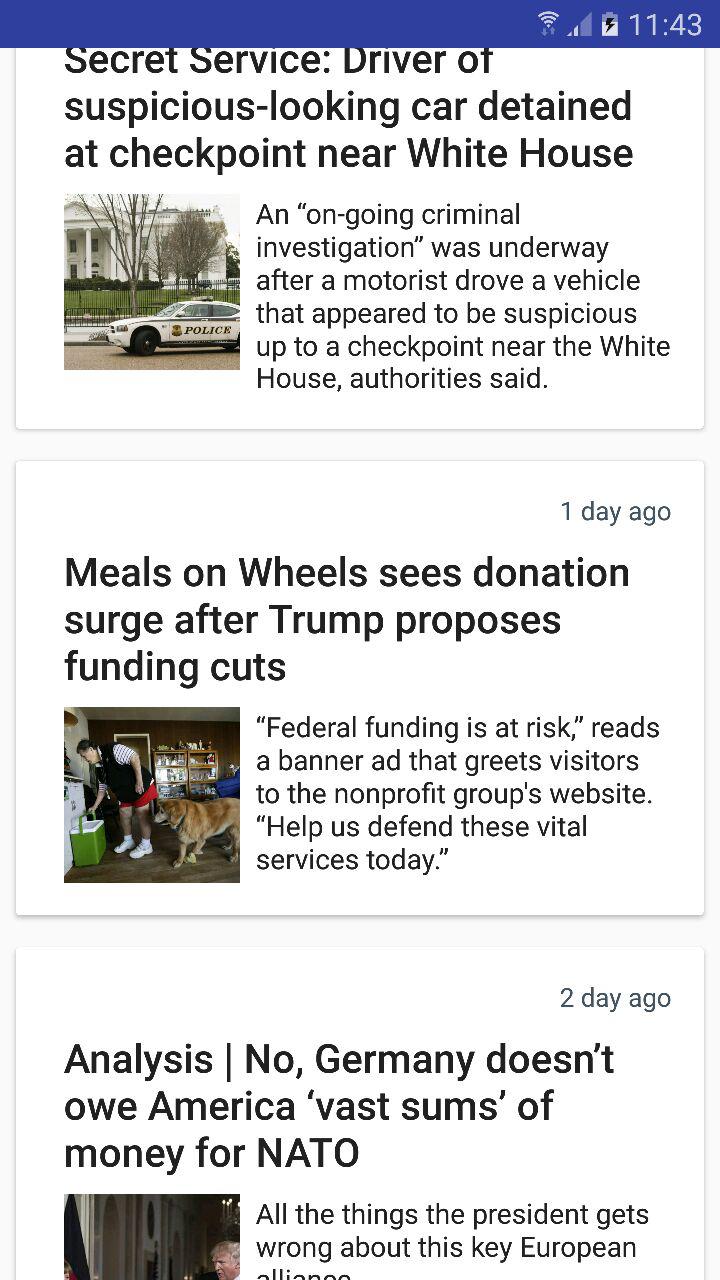 11:43
Secret Service: Driver of
suspicious-looking car detained
at checkpoint near White House
POLICE
An “on-going criminal
investigation” was underway
after a motorist drove a vehicle
that appeared to be suspicious
up to a checkpoint near the White
House, authorities said.
1 day ago
Meals on Wheels sees donation
surge after Trump proposes
funding cuts
“Federal funding is at risk,” reads
a banner ad that greets visitors
to the nonprofit group's website.
“Help us defend these vital
services today.”
2 day ago
Analysis | No, Germany doesn’t
owe America ‘vast sums’ of
money for NATO
All the things the president gets
wrong about this key European
alliance